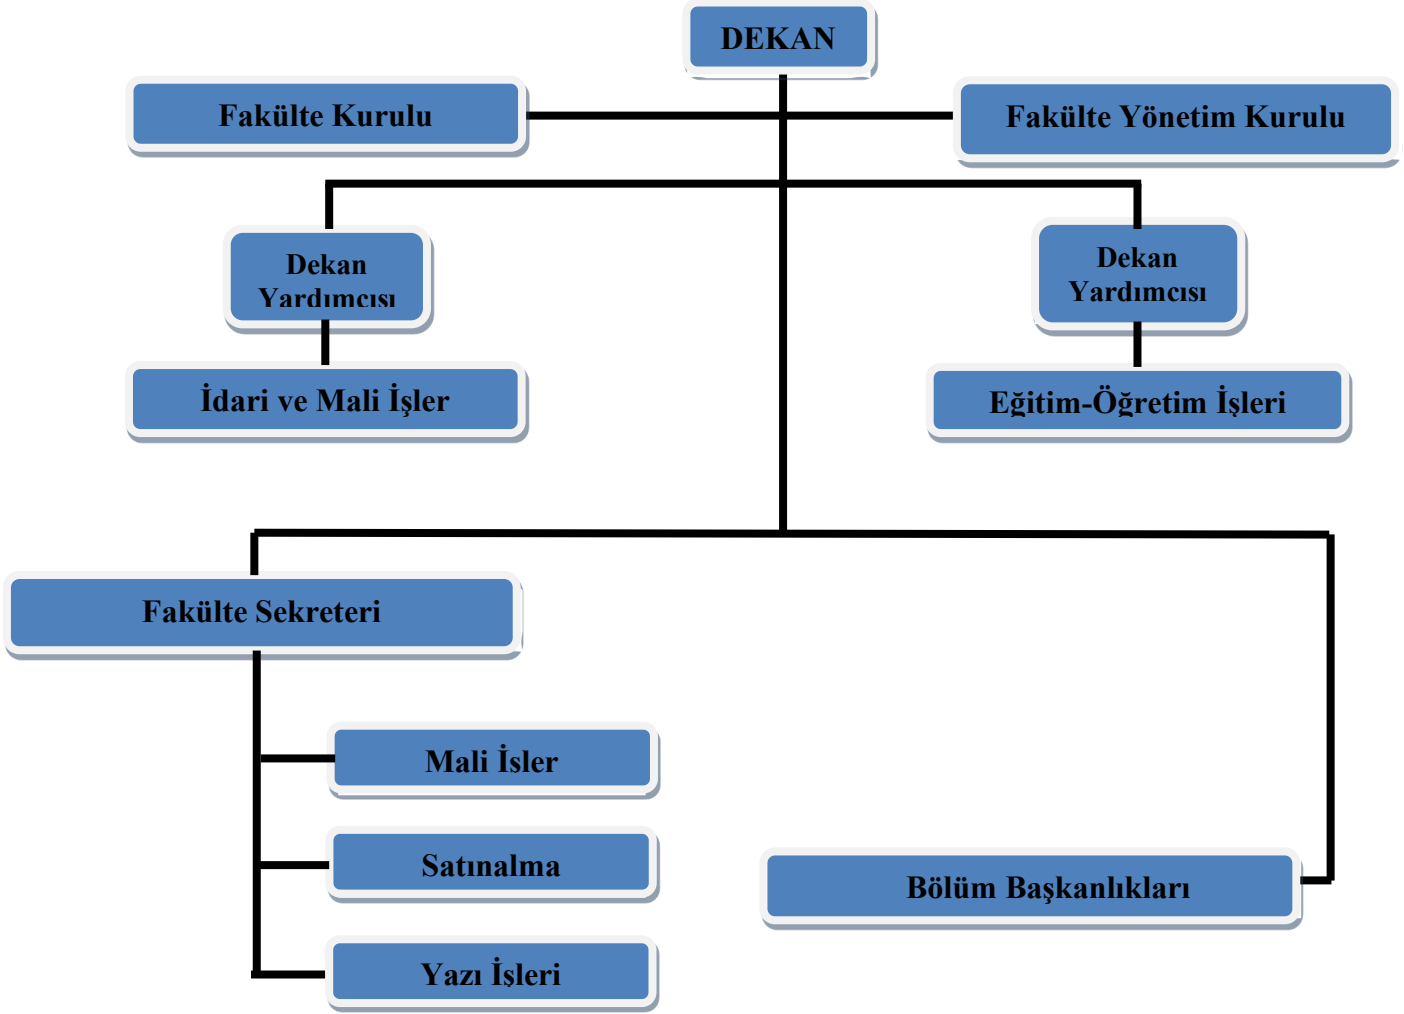 DEKAN
Fakülte Kurulu
Fakülte Yönetim Kurulu
Dekan
Yardımcısı
Dekan
Yardımcısı
İdari ve Mali İşler
Eğitim-Öğretim İşleri
Fakülte Sekreteri
Mali İşler
Satınalma
Bölüm Başkanlıkları
Yazı İşleri